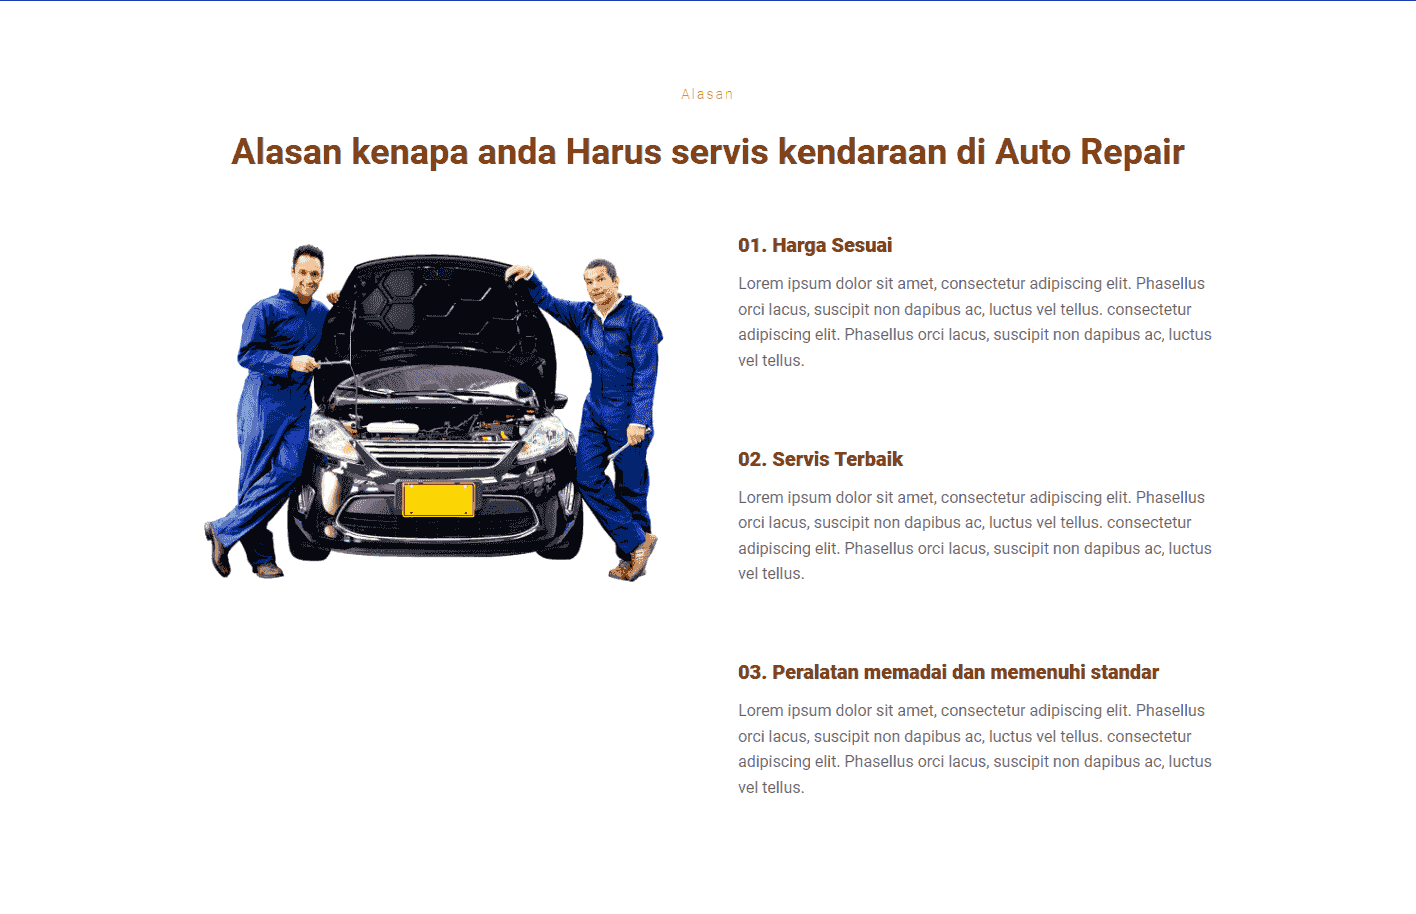 Alasan
Alasan kenapa anda Harus servis kendaraan di Auto Repair
01. Harga Sesuai
Lorem ipsum dolor sit amet, consectetur adipiscing elit. Phasellus
orci lacus, suscipit non dapibus ac, luctus vel tellus. consectetur
adipiscing elit. Phasellus orci lacus, suscipit non dapibus ac, luctus
vel tellus.
02. Servis Terbaik
Lorem ipsum dolor sit amet, consectetur adipiscing elit. Phasellus
orci lacus, suscipit non dapibus ac, luctus vel tellus. consectetur
adipiscing elit. Phasellus orci lacus, suscipit non dapibus ac, luctus
vel tellus.
03. Peralatan memadai dan memenuhi standar
Lorem ipsum dolor sit amet, consectetur adipiscing elit. Phasellus
orci lacus, suscipit non dapibus ac, luctus vel tellus. consectetur
adipiscing elit. Phasellus orci lacus, suscipit non dapibus ac, luctus
vel tellus.